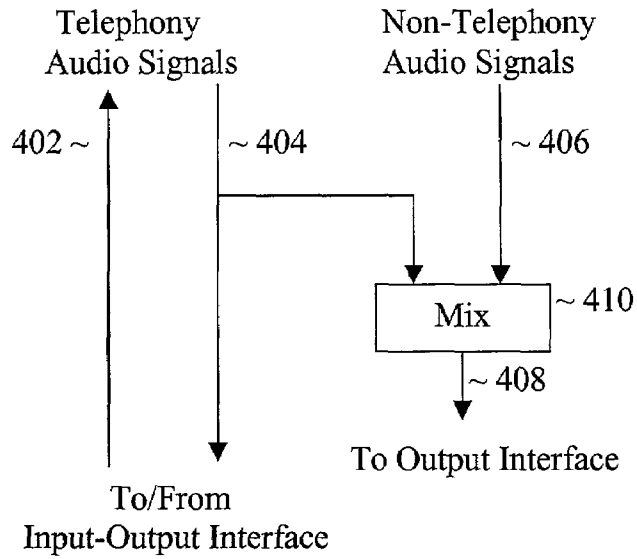 Telephony
Audio Signals
Non-Telephony
Audio Signals
402 ~
~ 404
~ 406
Mix
~ 410
~ 408
To Output Interface
To/From
Input-Output Interface